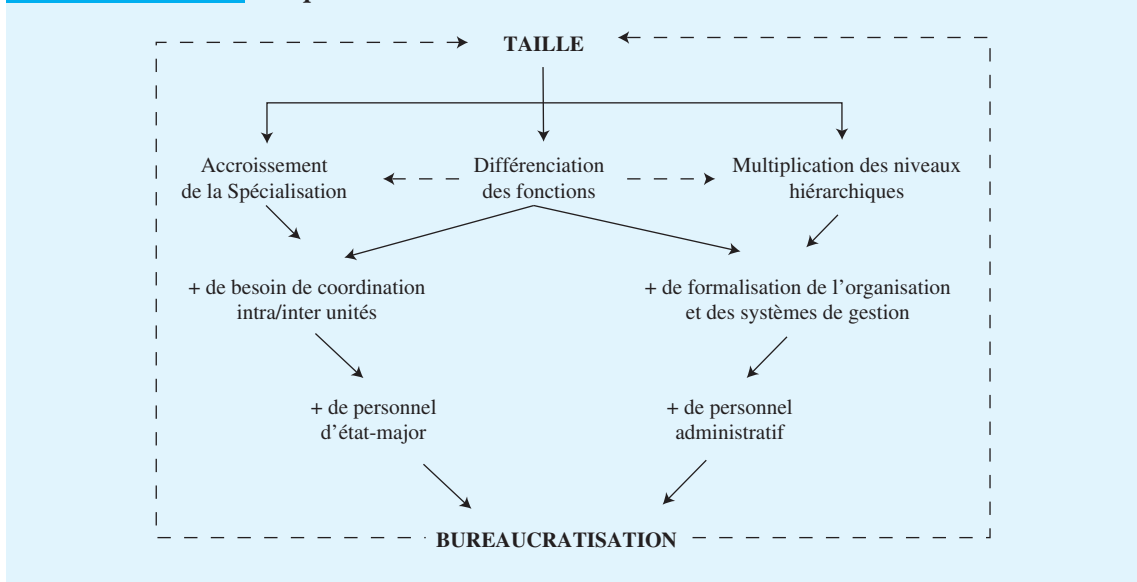 TAILLE
Accroissement
de la Spécialisation
Différenciation
des fonctions
Multiplication des niveaux
hiérarchiques
+ de besoin de coordination
intra/inter unités
+ de formalisation de l’organisation
et des systèmes de gestion
+ de personnel
d’état-major
+ de personnel
administratif
BUREAUCRATISATION